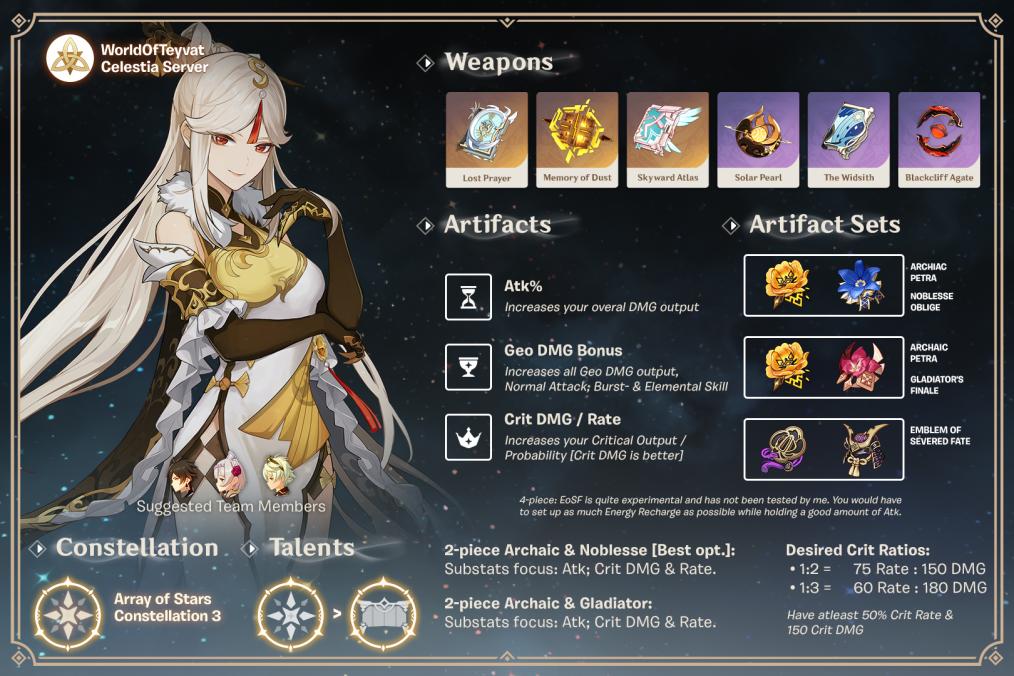 WorldOfTeyvat
Celestia Server
Weapons
Lost Prayer
Memory of Dust
Skyward Atlas
Solar Pearl
The Widsith
Blackcliff Agate
Artifacts
Atk%
Increases your overal DMG output
Geo DMG Bonus
Increases all Geo DMG output,
Normal Attack; Burst- & Elemental Skill
Crit DMG / Rate
Increases your Critical Output /
Probability [Crit DMG is better]
Artifact Sets
ARCHIAC
PETRA
NOBLESSE
OBLIGE
ARCHAIC
PETRA
GLADIATOR'S
FINALE
EMBLEM OF
SEVERED FATE
4-piece: EoSF is quite experimental and has not been tested by me. You would have
to set up as much Energy Recharge as possible while holding a good amount of Atk.
Suggested Team Members
Constellation
Array of Stars
Constellation 3
Talents
>
2-piece Archaic & Noblesse [Best opt.]:
Substats focus: Atk; Crit DMG & Rate.
2-piece Archaic & Gladiator:
Substats focus: Atk; Crit DMG & Rate.
Desired Crit Ratios:
• 1:2 = 75 Rate : 150 DMG
• 1:3 = 60 Rate : 180 DMG
Have atleast 50% Crit Rate &
150 Crit DMG